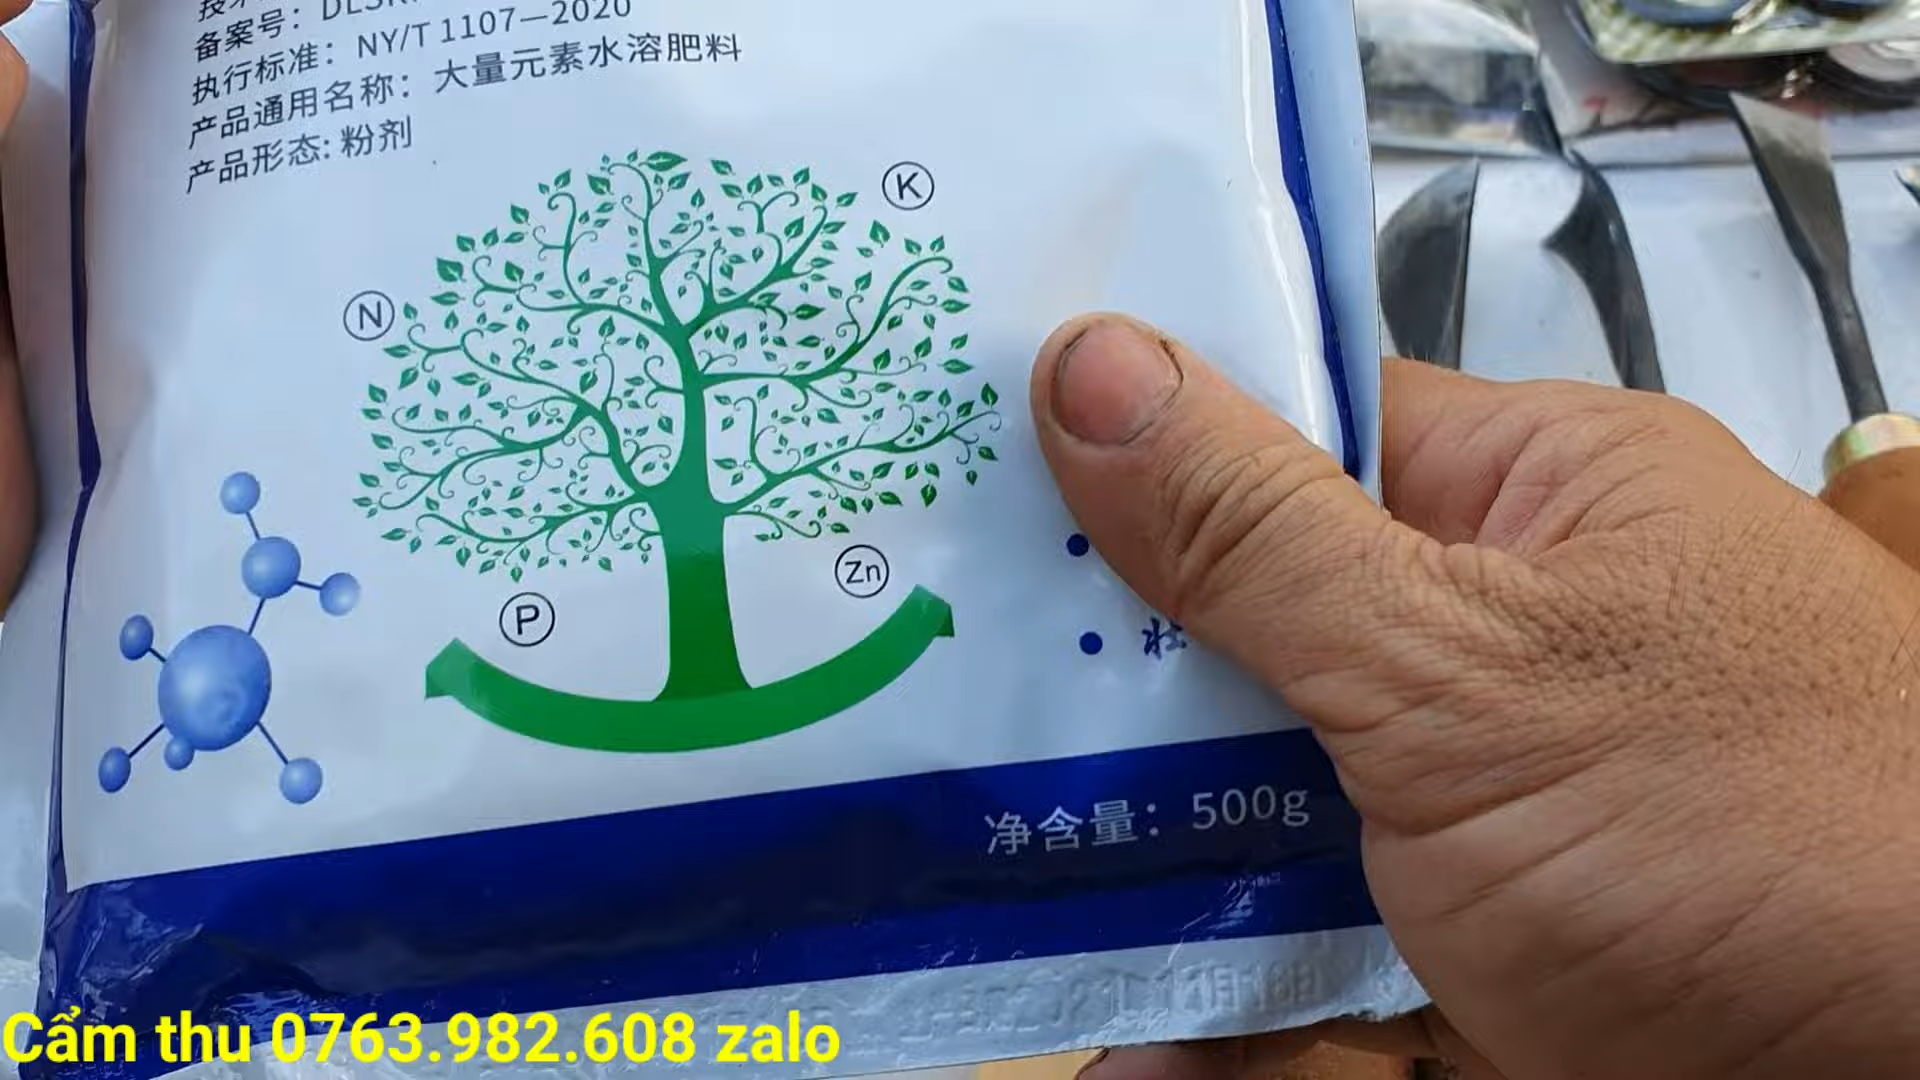 备案号：
执行标准：NY/T 1107—2020
产品通用名称：大量元素水溶肥料
产品形态: 粉剂
K
N
Zn
P
净含量：500g
Cẩm thu 0763.982.608 zalo